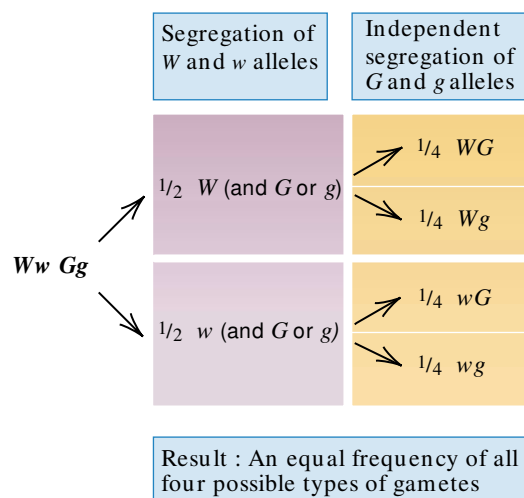 Segregation of
W and w alleles
Independent
segregation of
G and g alleles
Ww Gg
1/2 W (and G or g)
1/4 WG
1/4 Wg
1/2 w (and G or g)
1/4 wG
1/4 wg
Result : An equal frequency of all
four possible types of gametes